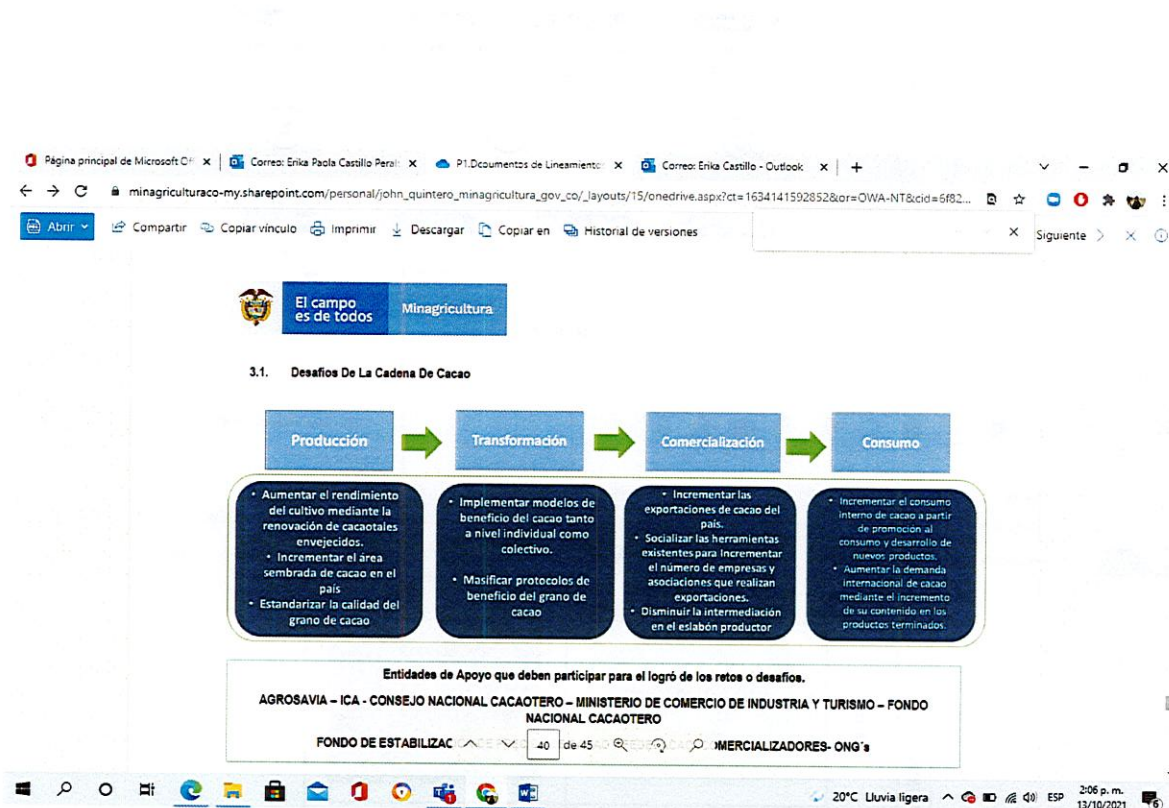 Página principal de Microsoft Of
Correo: Erika Paola Castillo Peral
P1.Dcoumentos de Lineamiento
Correo: Erika Castillo - Outlook
minagriculturaco-my.sharepoint.com/personal/john_quintero_minagricultura_gov_co/_layouts/15/onedrive.aspx?ct=1634141592852&or=OWA-NT&cid=6f82...
Abrir Compartir Copiar vínculo Imprimir Descargar Copiar en Historial de versiones Siguiente
El campo
es de todos
Minagricultura
3.1. Desafíos De La Cadena De Cacao
Producción
Transformación
Comercialización
Consumo
• Aumentar el rendimiento
del cultivo mediante la
renovación de cacaotales
envejecidos.
• Incrementar el área
sembrada de cacao en el
país
• Estandarizar la calidad del
grano de cacao
• Implementar modelos de
beneficio del cacao tanto
a nivel individual como
colectivo.
• Masificar protocolos de
beneficio del grano de
cacao
• Incrementar las
exportaciones de cacao del
país.
• Socializar las herramientas
existentes para Incrementar
el número de empresas y
asociaciones que realizan
exportaciones.
• Disminuir la intermediación
en el eslabón productor
• Incrementar el consumo
interno de cacao a partir
de promoción al
consumo y desarrollo de
nuevos productos.
• Aumentar la demanda
internacional de cacao
mediante el incremento
de su contenido en los
productos terminados.
Entidades de Apoyo que deben participar para el logró de los retos o desafíos.
AGROSAVIA – ICA - CONSEJO NACIONAL CACAOTERO – MINISTERIO DE COMERCIO DE INDUSTRIA Y TURISMO – FONDO
NACIONAL CACAOTERO
FONDO DE ESTABILIZAC 40 de 45 OMERCIALIZADORES- ONG´s
20°C Lluvia ligera ESP 2:06 p. m.
13/10/2021